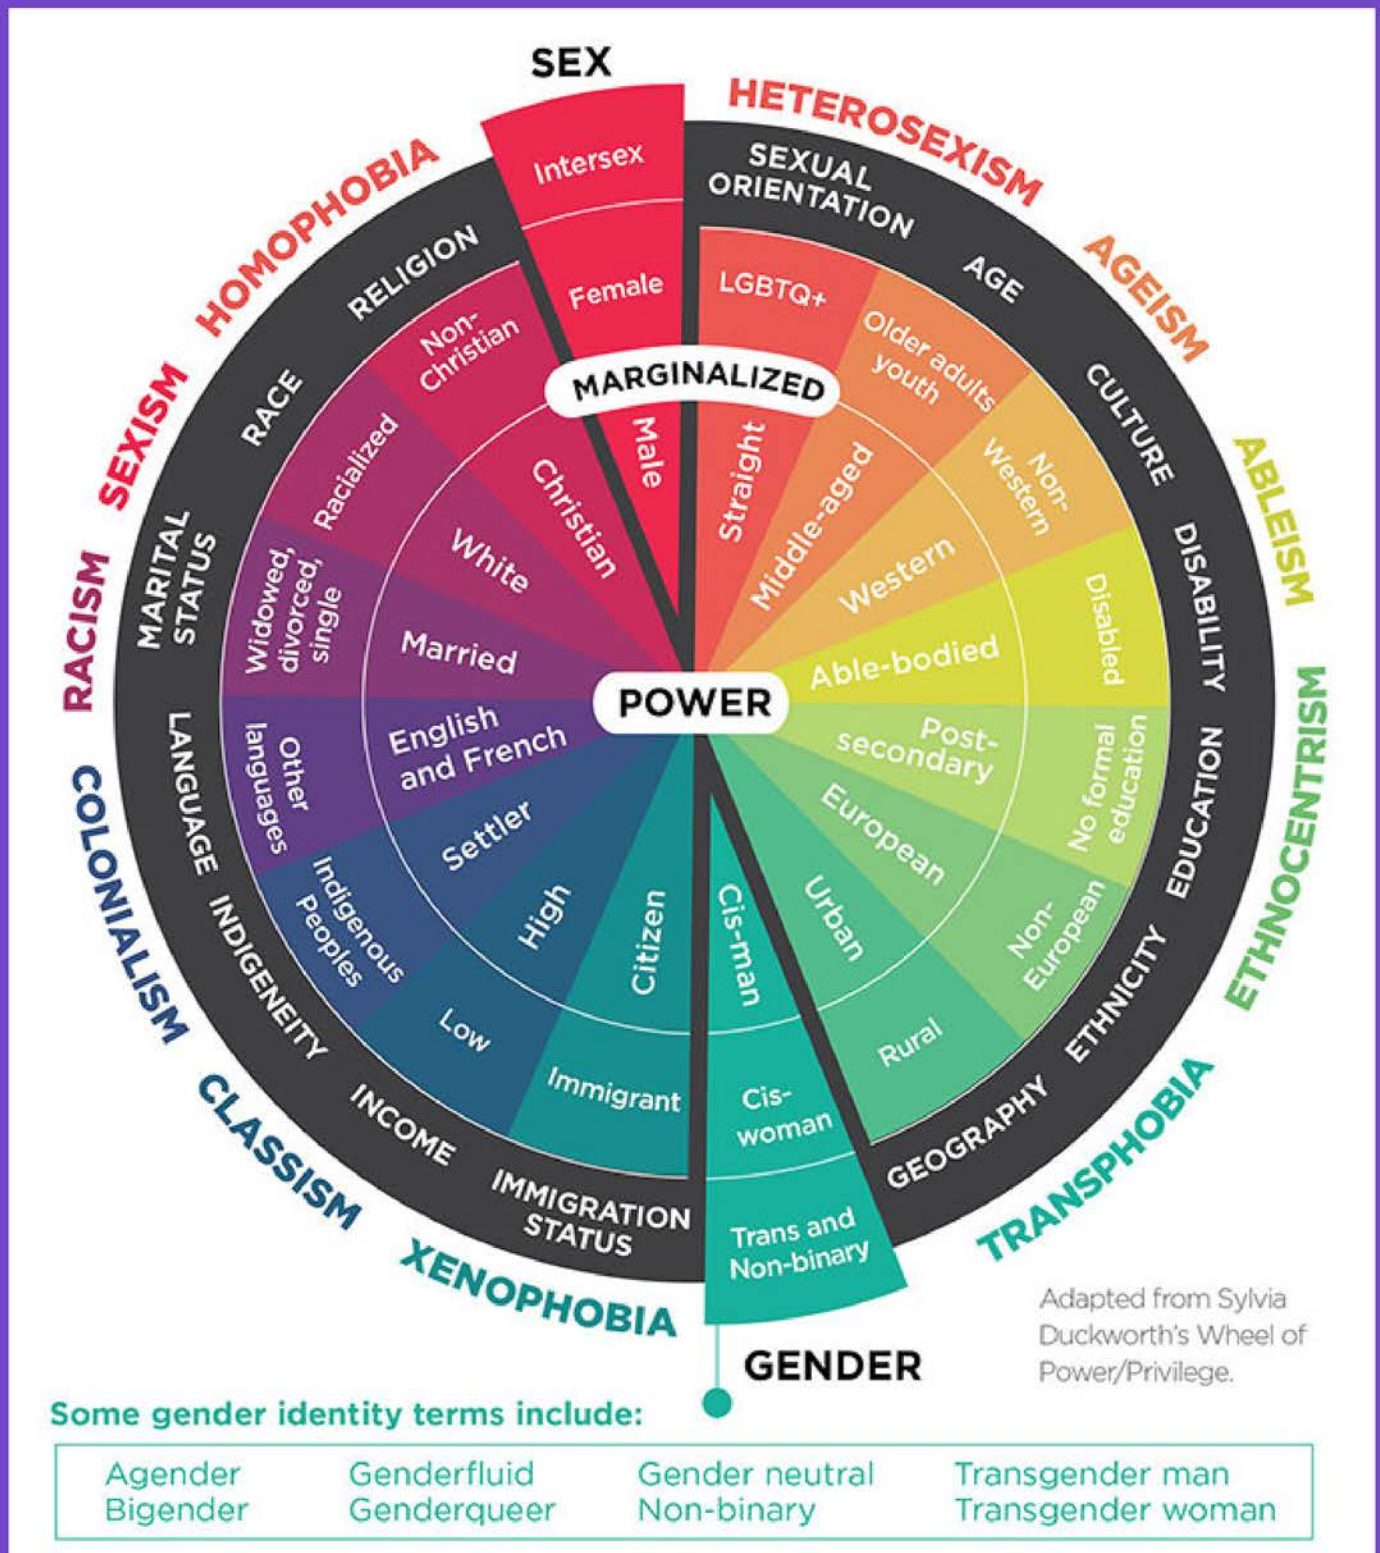 SEX
Intersex
Female
Male
MARGINALIZED
POWER
HETEROSEXISM
SEXUAL
ORIENTATION
LGBTQ+
Straight
AGEISM
AGE
Older adults
youth
Middle-aged
CULTURE
Non-
Western
Western
ABLEISM
DISABILITY
Disabled
Able-bodied
EDUCATION
No formal
education
Post-
secondary
ETHNOCENTRISM
ETHNICITY
Non-
European
European
GEOGRAPHY
Rural
Urban
TRANSPHOBIA
Cis-man
Cis-
woman
Trans and
Non-binary
GENDER
XENOPHOBIA
IMMIGRATION
STATUS
Immigrant
Citizen
CLASSISM
INCOME
Low
High
COLONIALISM
INDIGENEITY
Indigenous
Peoples
Settler
LANGUAGE
Other
languages
English
and French
RACISM
MARITAL
STATUS
Widowed,
divorced,
single
Married
SEXISM
RACE
Racialized
White
HOMOPHOBIA
RELIGION
Non-
Christian
Christian
Adapted from Sylvia
Duckworth's Wheel of
Power/Privilege.
Some gender identity terms include:
Agender Genderfluid Gender neutral Transgender man
Bigender Genderqueer Non-binary Transgender woman